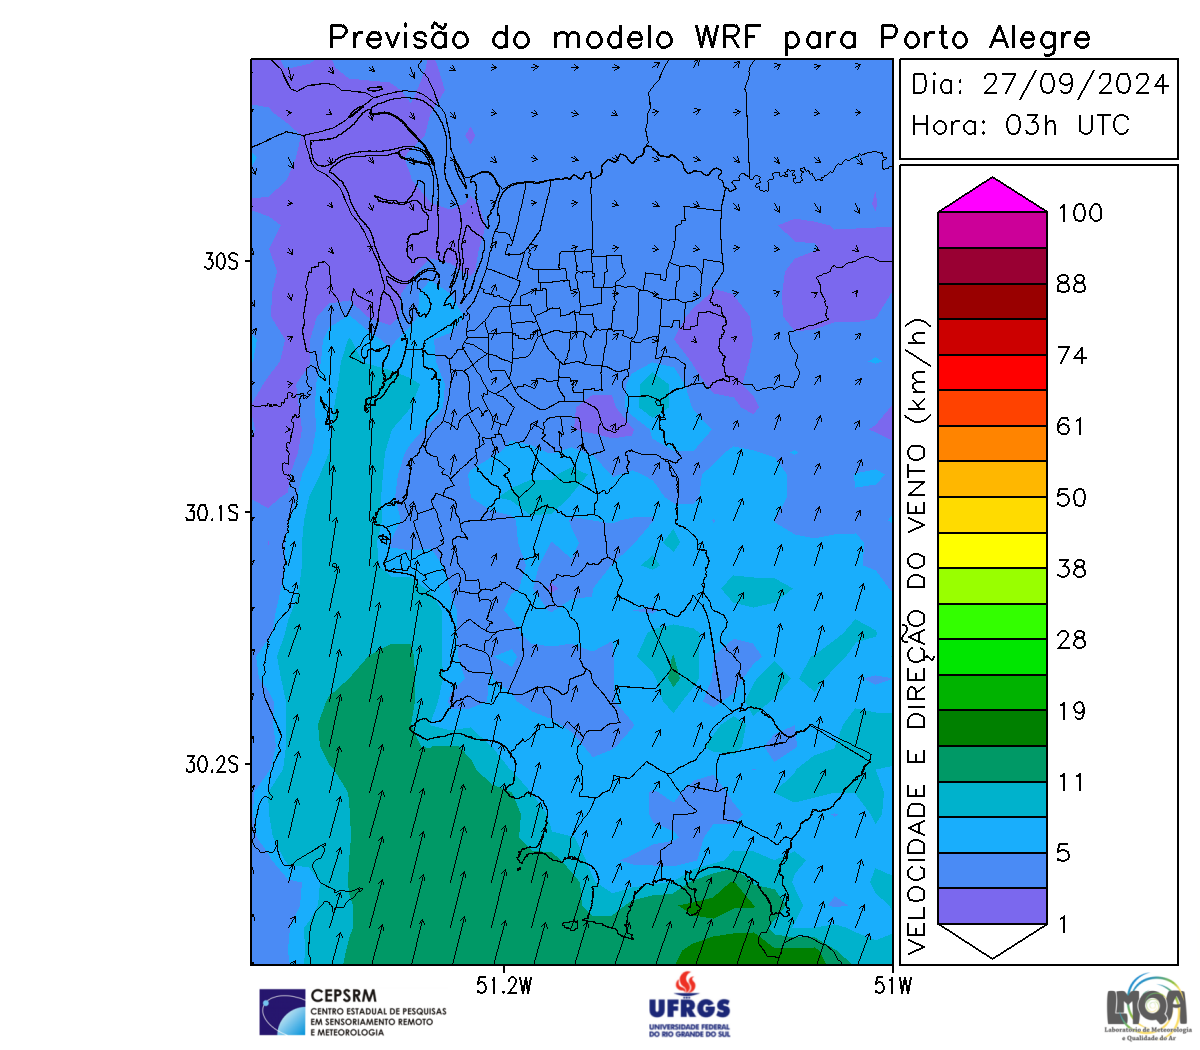 Previsão do modelo WRF para Porto Alegre
Dia: 27/09/2024
Hora: 03h UTC
30S
30.1S
30.2S
51.2W
51W
VELOCIDADE E DIREÇÃO DO VENTO (km/h)
100
88
74
61
50
38
28
19
11
5
1
CEPSRM
CENTRO ESTADUAL DE PESQUISAS
EM SENSORIAMENTO REMOTO
E METEOROLOGIA
UFRGS
UNIVERSIDADE FEDERAL
DO RIO GRANDE DO SUL
LMQA
Laboratório de Meteorologia
e Qualidade do Ar